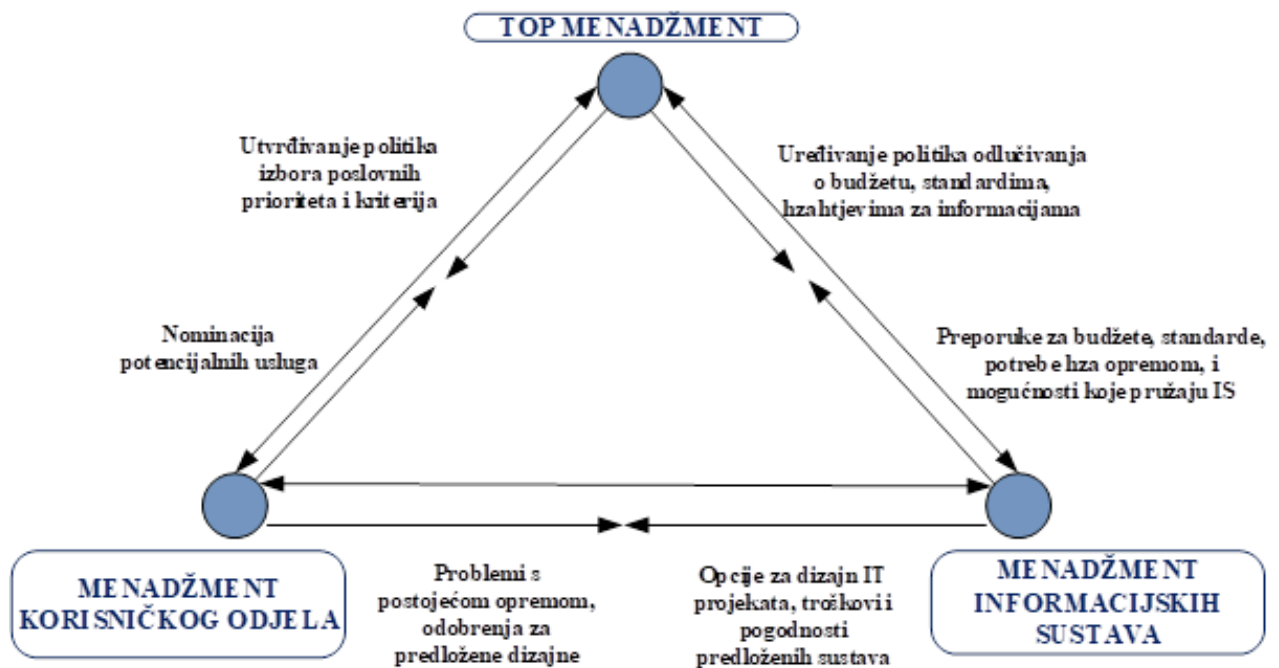 TOP MENADŽMENT
Utvrđivanje politika
izbora poslovnih
prioriteta i kriterija
Uređivanje politika odlučivanja
o budžetu, standardima,
hzahtjevima za informacijama
Nominacija
potencijalnih usluga
Preporuke za budžete, standarde,
potrebe hza opremom, i
mogućnosti koje pružaju IS
MENADŽMENT
KORISNIČKOG ODJELA
Problemi s
postojećom opremom,
odobrenja za
predložene dizajne
Opcije za dizajn IT
projekata, troškovi i
pogodnosti
predloženih sustava
MENADŽMENT
INFORMACIJSKIH
SUSTAVA